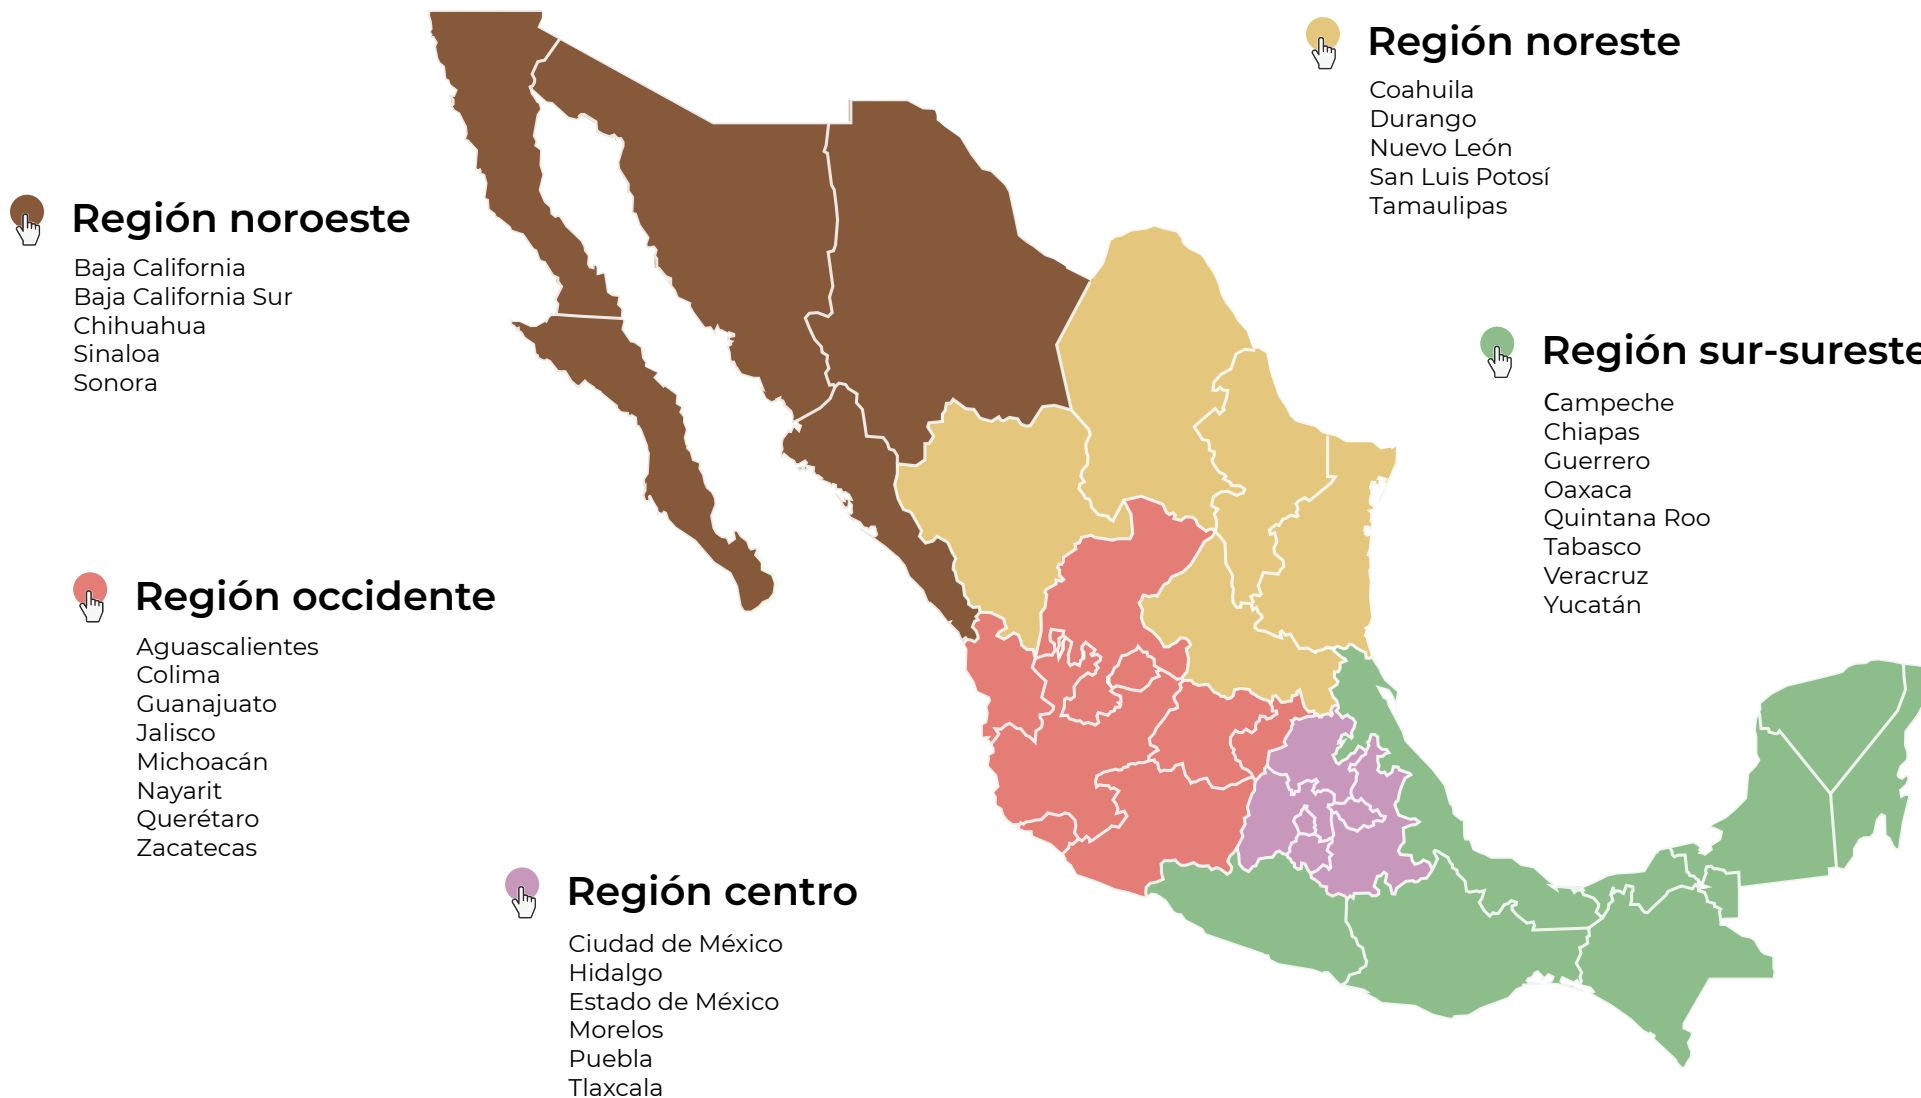 Región noreste
Coahuila
Durango
Nuevo León
San Luis Potosí
Tamaulipas
Región noroeste
Baja California
Baja California Sur
Chihuahua
Sinaloa
Sonora
Región sur-sureste
Campeche
Chiapas
Guerrero
Oaxaca
Quintana Roo
Tabasco
Veracruz
Yucatán
Región occidente
Aguascalientes
Colima
Guanajuato
Jalisco
Michoacán
Nayarit
Querétaro
Zacatecas
Región centro
Ciudad de México
Hidalgo
Estado de México
Morelos
Puebla
Tlaxcala